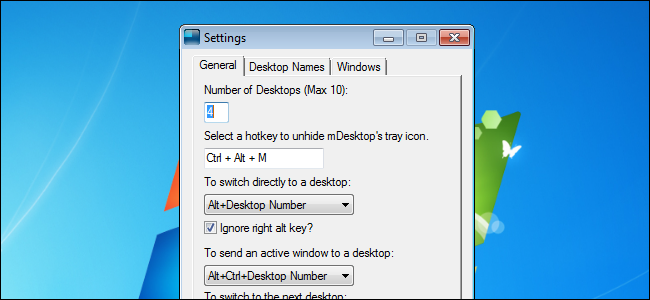 Settings
General
Desktop Names
Windows
Number of Desktops (Max 10):
4
Select a hotkey to unhide mDesktop's tray icon.
Ctrl + Alt + M
To switch directly to a desktop:
Alt+Desktop Number
Ignore right alt key?
To send an active window to a desktop:
Alt+Ctrl+Desktop Number
To switch to the next desktop: